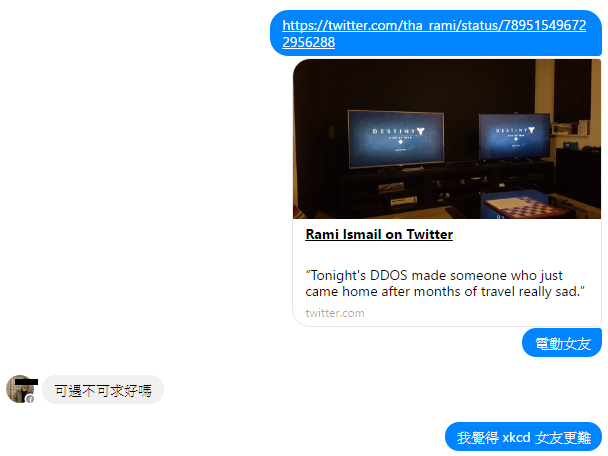 https://twitter.com/tha_rami/status/78951549672
2956288
DESTINY
DESTINY
Rami Ismail on Twitter
“Tonight's DDOS made someone who just
came home after months of travel really sad.”
twitter.com
電動女友
可遇不可求好嗎
我覺得 xkcd 女友更難